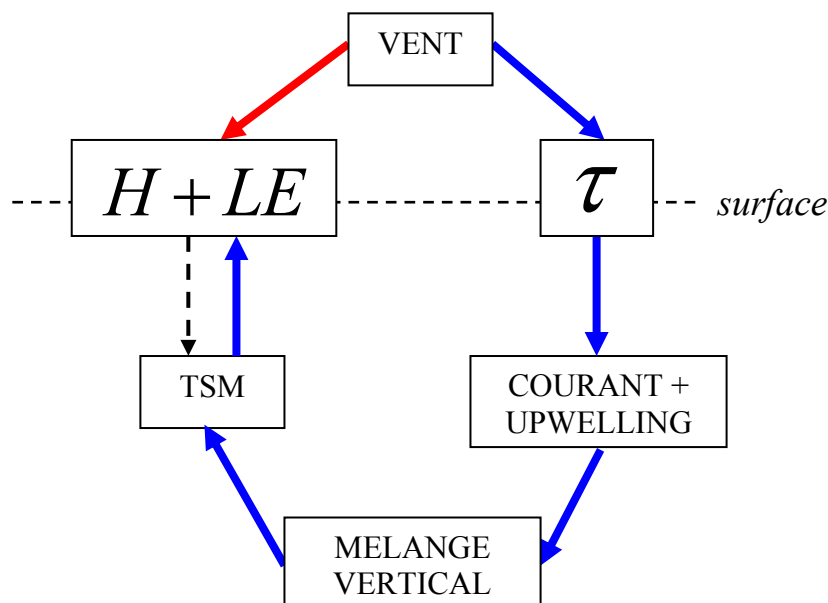 VENT
H + LE
τ
surface
TSM
COURANT +
UPWELLING
MELANGE
VERTICAL